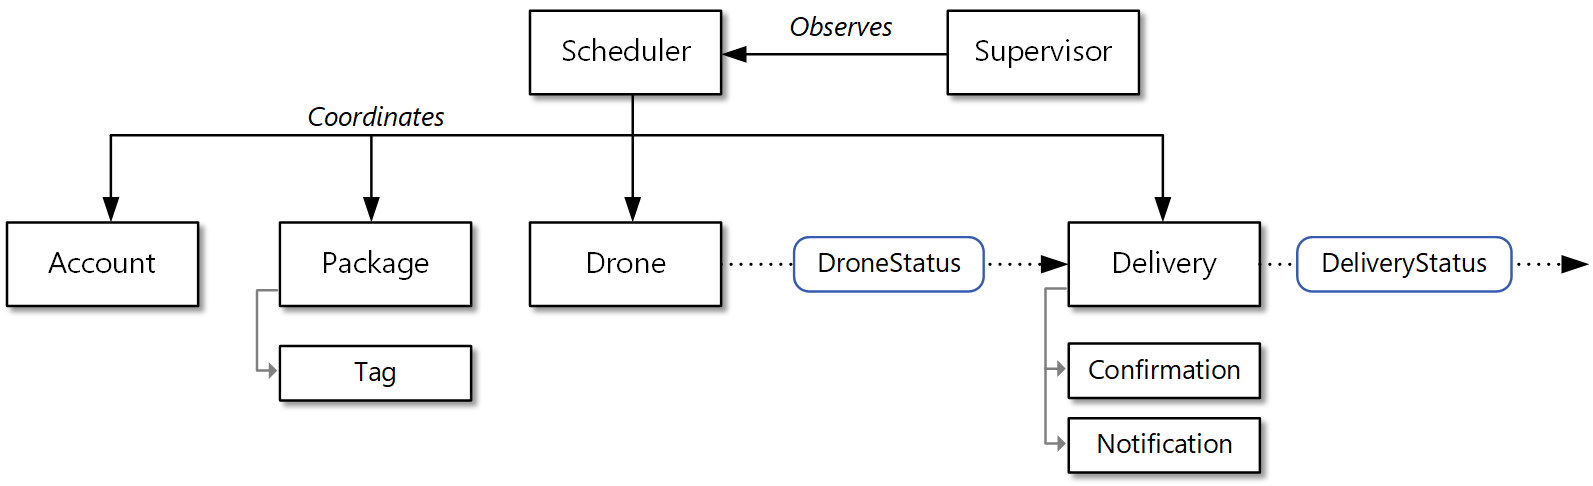 Observes
Scheduler
Supervisor
Coordinates
Account
Package
Drone
DroneStatus
Delivery
DeliveryStatus
Tag
Confirmation
Notification